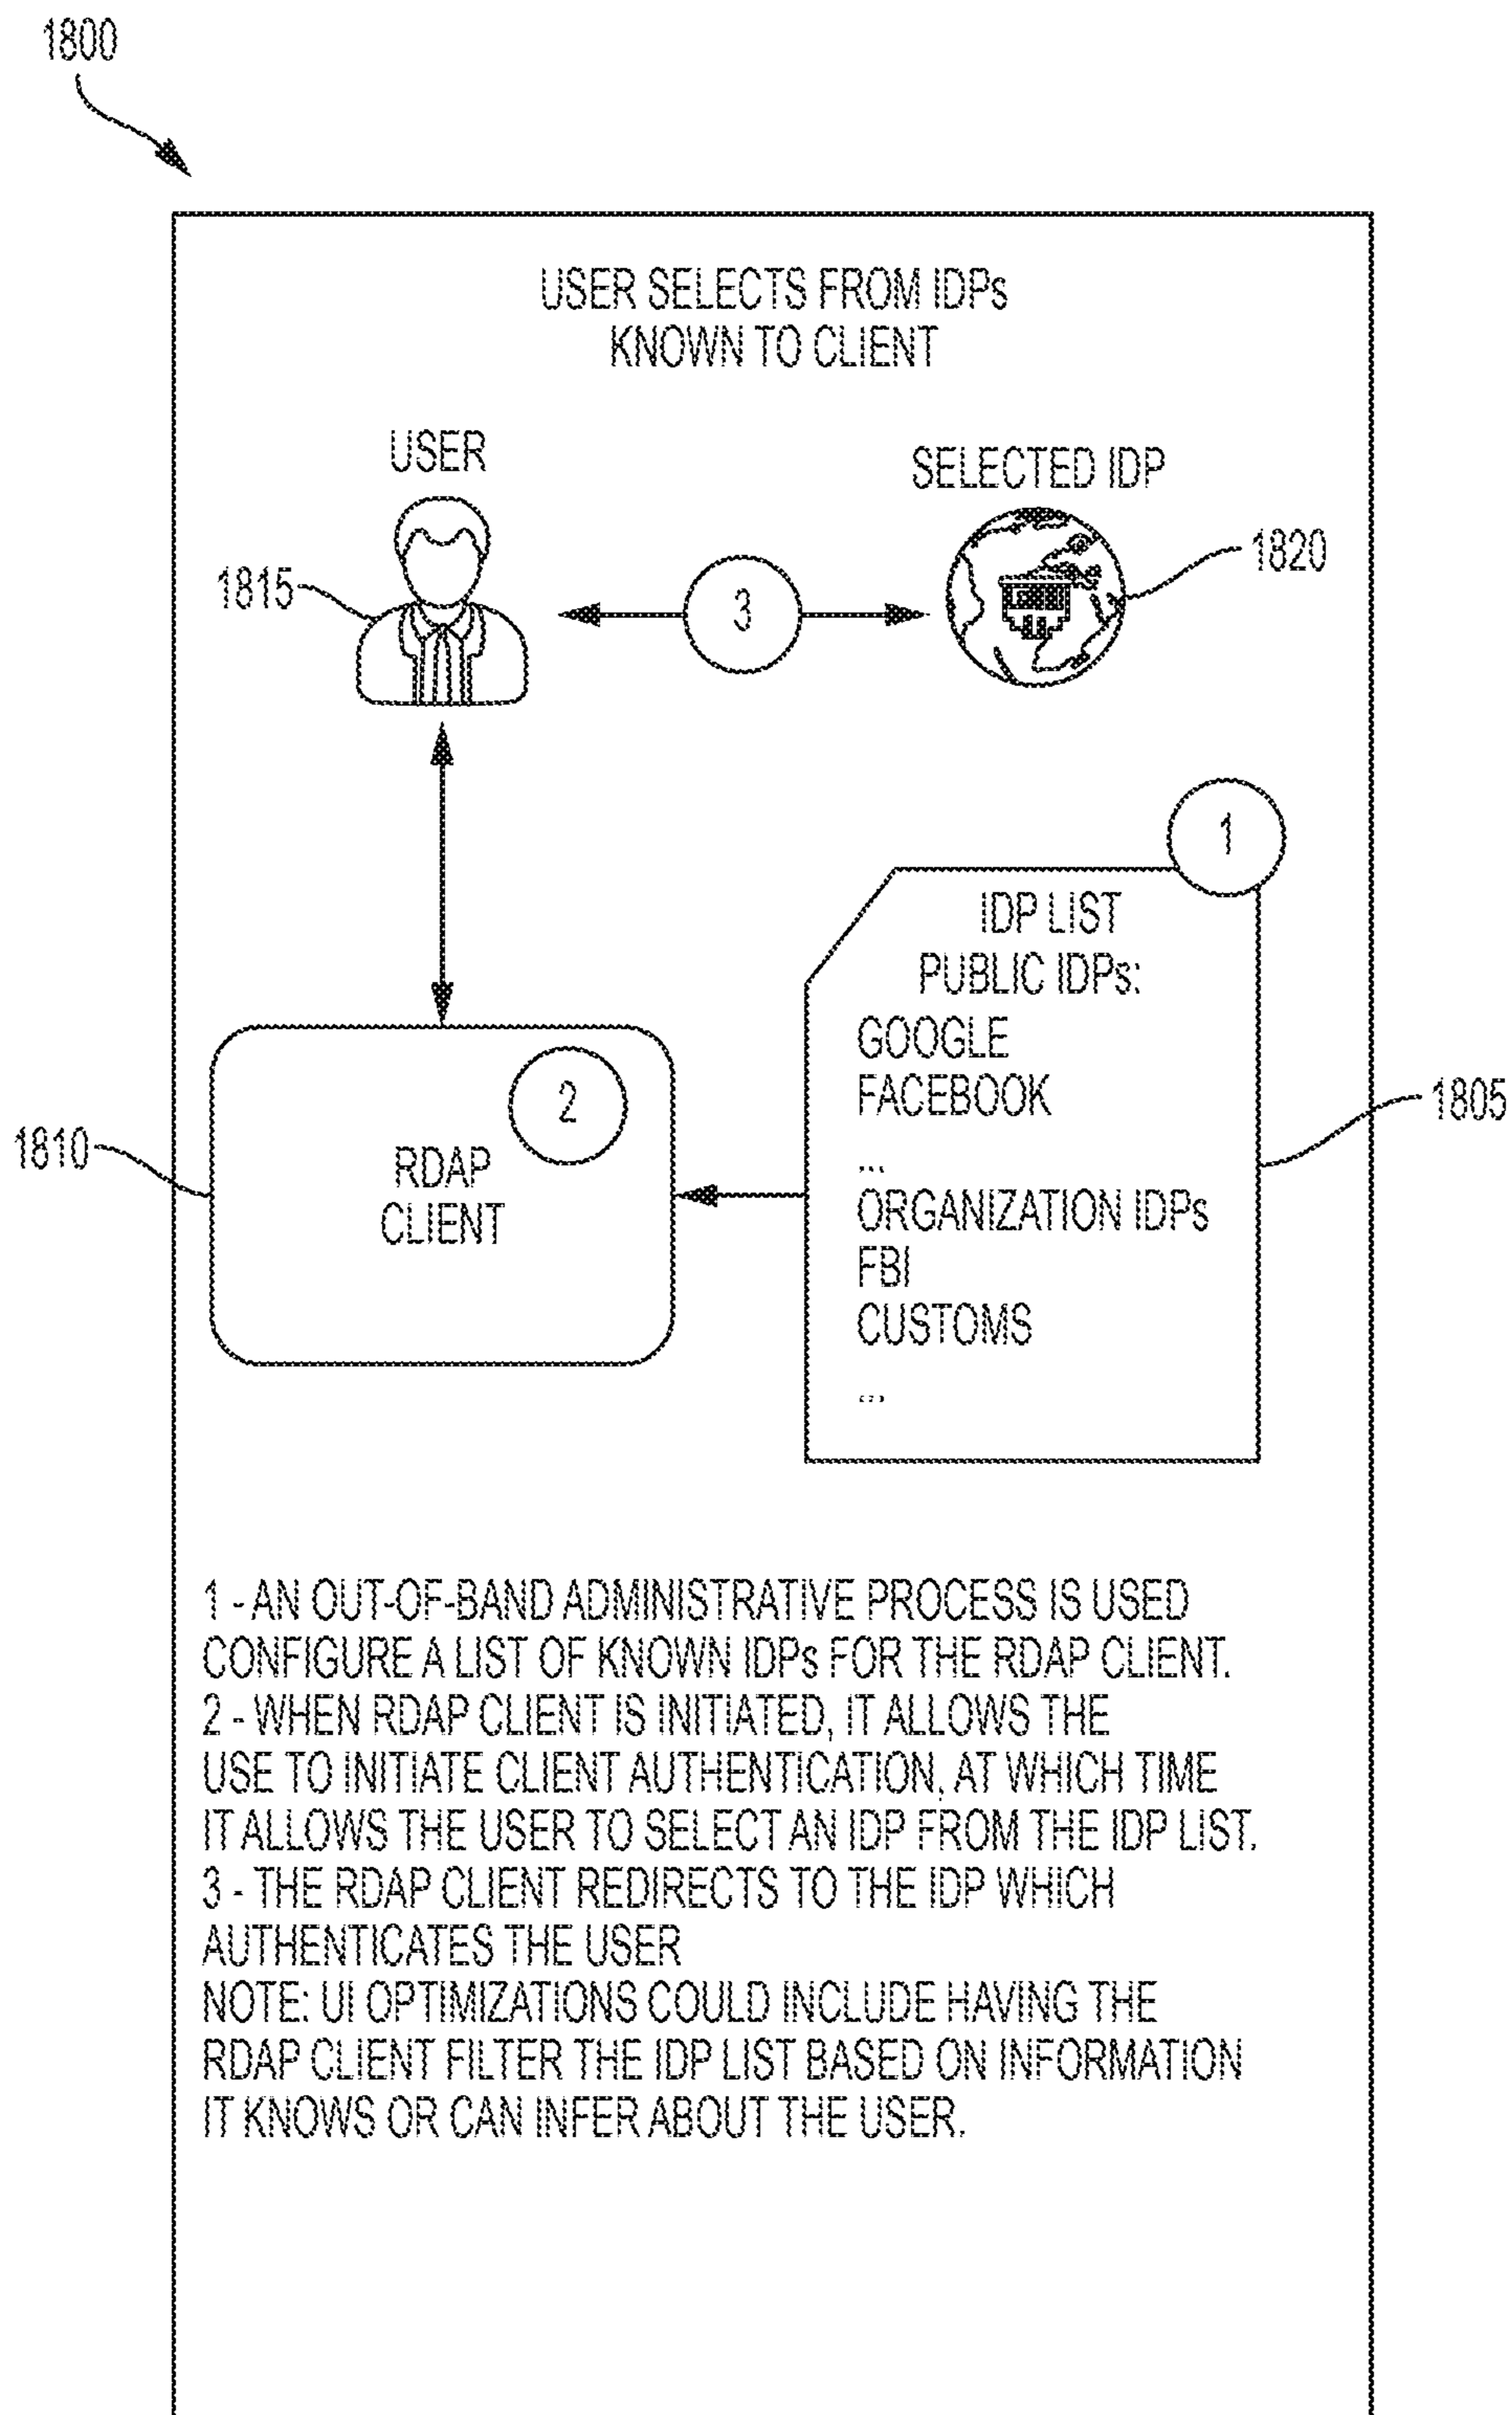 1800
USER SELECTS FROM IDPs
KNOWN TO CLIENT
USER
SELECTED IDP
1815
3
1820
1
IDP LIST
PUBLIC IDPs:
GOOGLE
FACEBOOK
...
ORGANIZATION IDPs
FBI
CUSTOMS
...
1805
2
RDAP
CLIENT
1810
1 - AN OUT-OF-BAND ADMINISTRATIVE PROCESS IS USED
CONFIGURE A LIST OF KNOWN IDPs FOR THE RDAP CLIENT.
2 - WHEN RDAP CLIENT IS INITIATED, IT ALLOWS THE
USE TO INITIATE CLIENT AUTHENTICATION, AT WHICH TIME
IT ALLOWS THE USER TO SELECT AN IDP FROM THE IDP LIST.
3 - THE RDAP CLIENT REDIRECTS TO THE IDP WHICH
AUTHENTICATES THE USER
NOTE: UI OPTIMIZATIONS COULD INCLUDE HAVING THE
RDAP CLIENT FILTER THE IDP LIST BASED ON INFORMATION
IT KNOWS OR CAN INFER ABOUT THE USER.